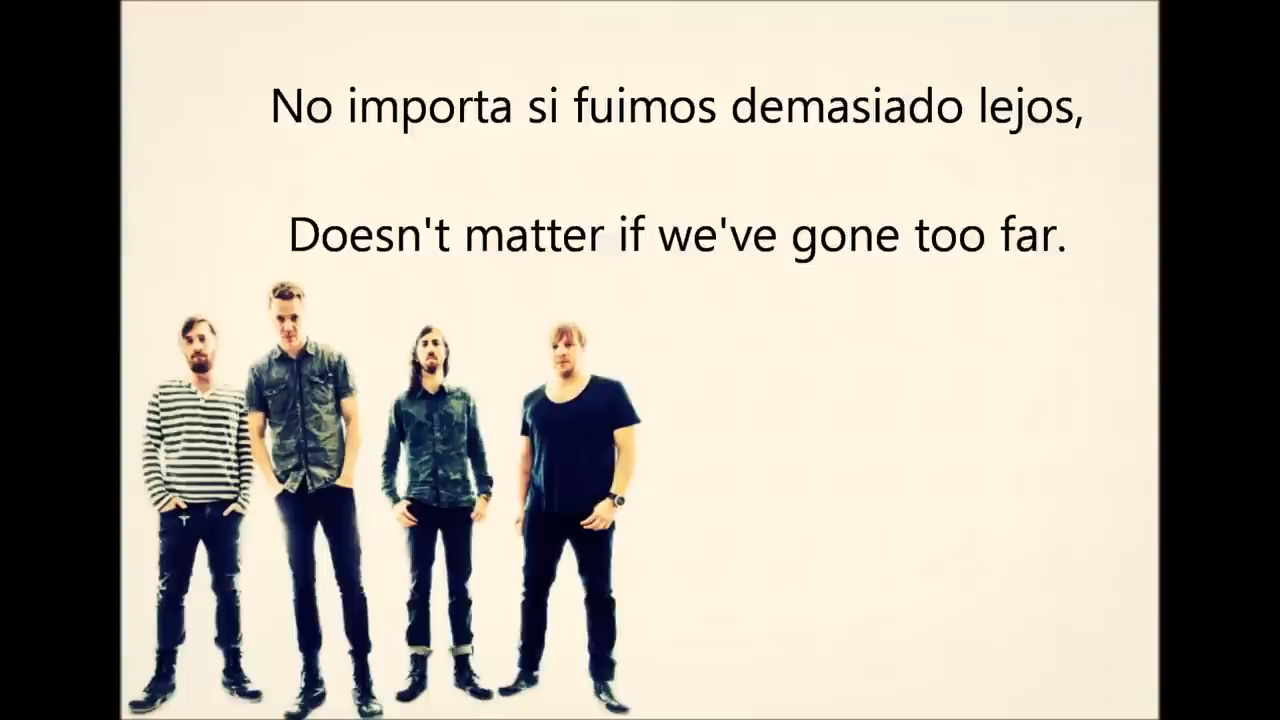 No importa si fuimos demasiado lejos,
Doesn't matter if we've gone too far.